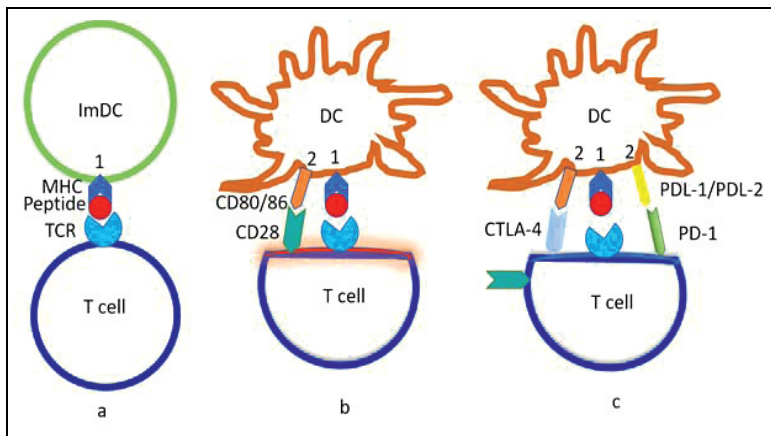 ImDC
1
MHC
Peptide
TCR
T cell
a
DC
2 1
CD80/86
CD28
T cell
b
DC
2 1 2
PDL-1/PDL-2
CTLA-4
PD-1
T cell
c